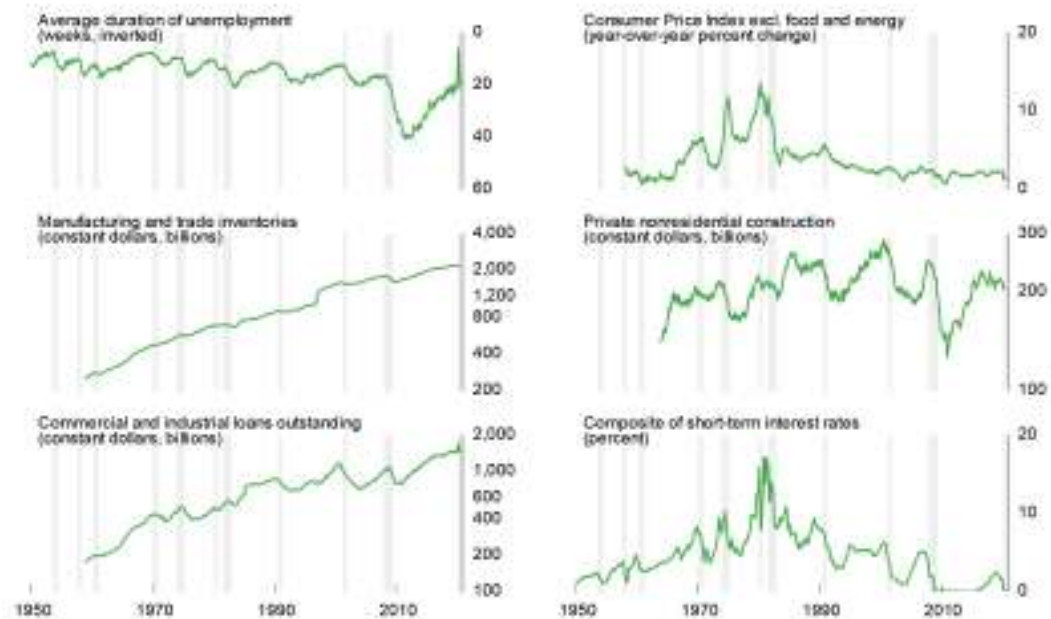 Average duration of unemployment
(weeks, inverted)
0
20
40
60
Manufacturing and trade inventories
(constant dollars, billions)
4,000
2,000
1,200
800
400
200
Commercial and industrial loans outstanding
(constant dollars, billions)
2,000
1,000
600
400
200
100
1950
1970
1990
2010
Consumer Price Index excl. food and energy
(year-over-year percent change)
20
10
0
Private nonresidential construction
(constant dollars, billions)
300
200
100
Composite of short-term interest rates
(percent)
20
10
0
1950
1970
1990
2010